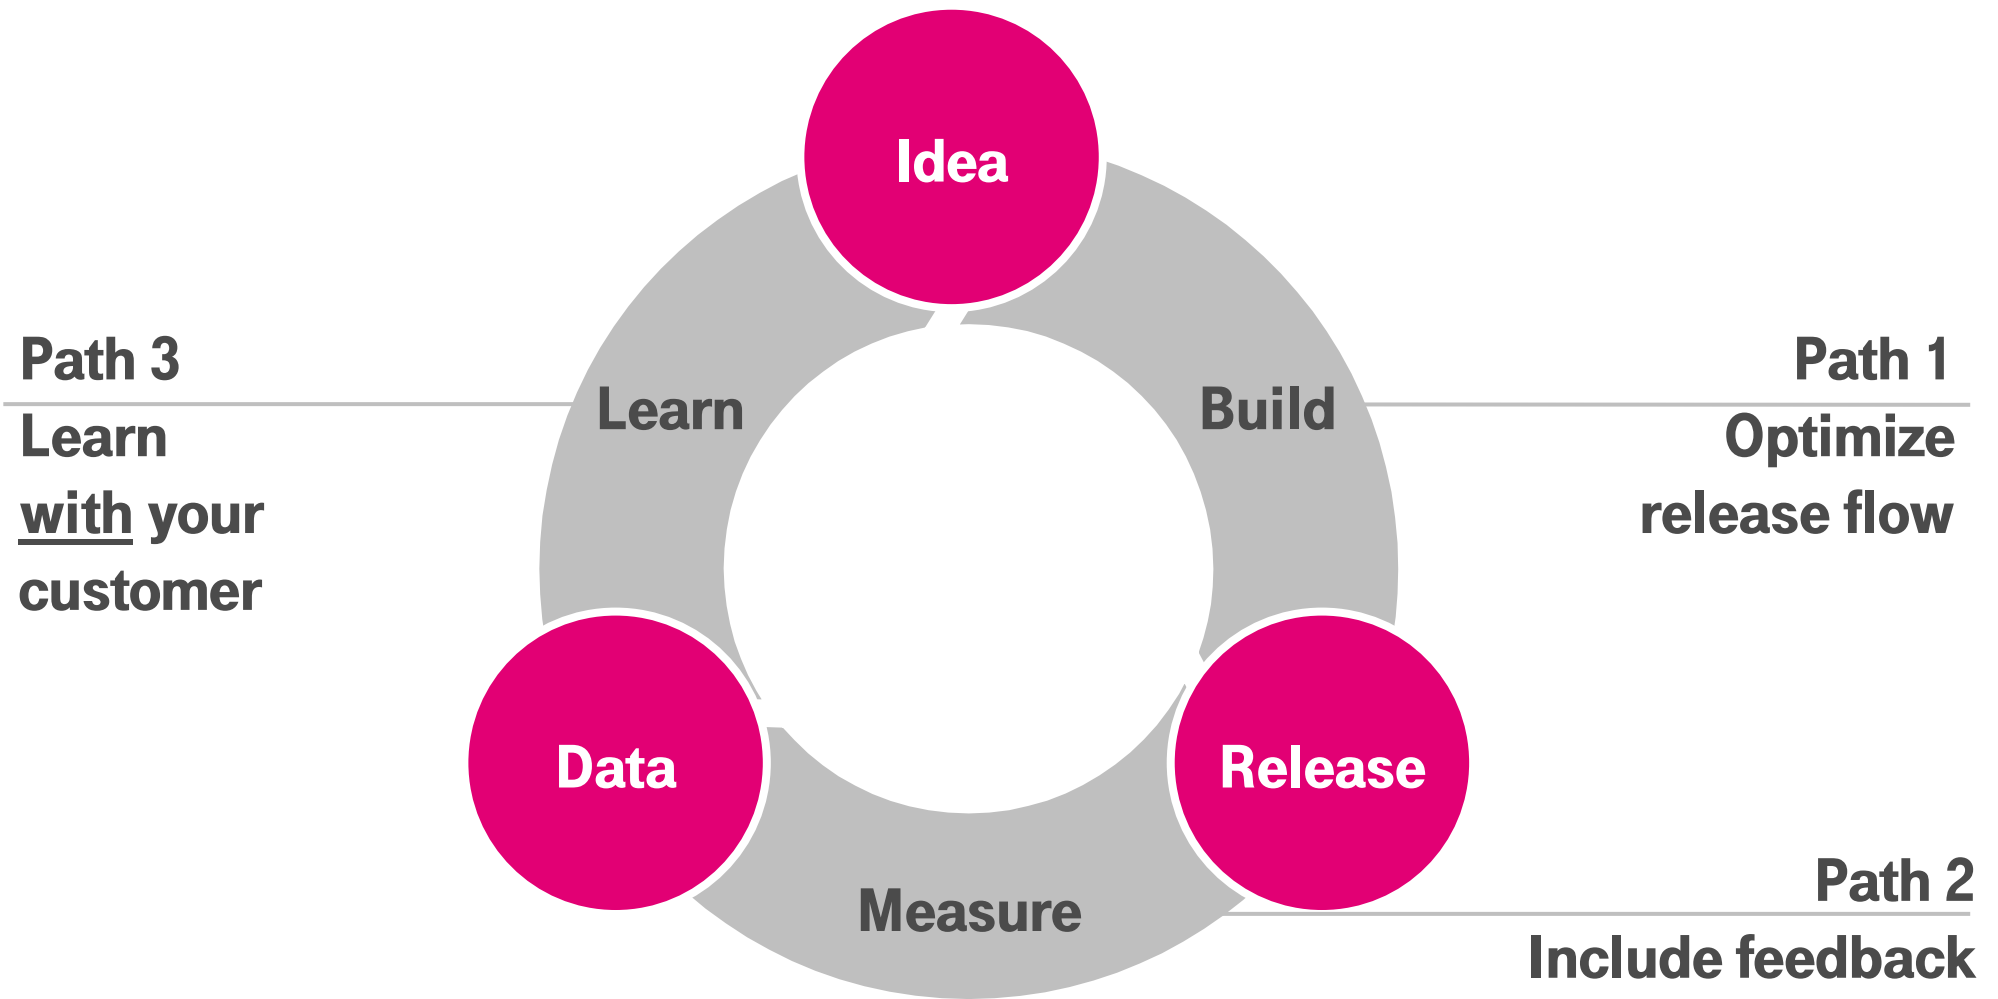 Idea
Path 3
Learn
with your
customer
Learn
Build
Path 1
Optimize
release flow
Data
Release
Measure
Path 2
Include feedback